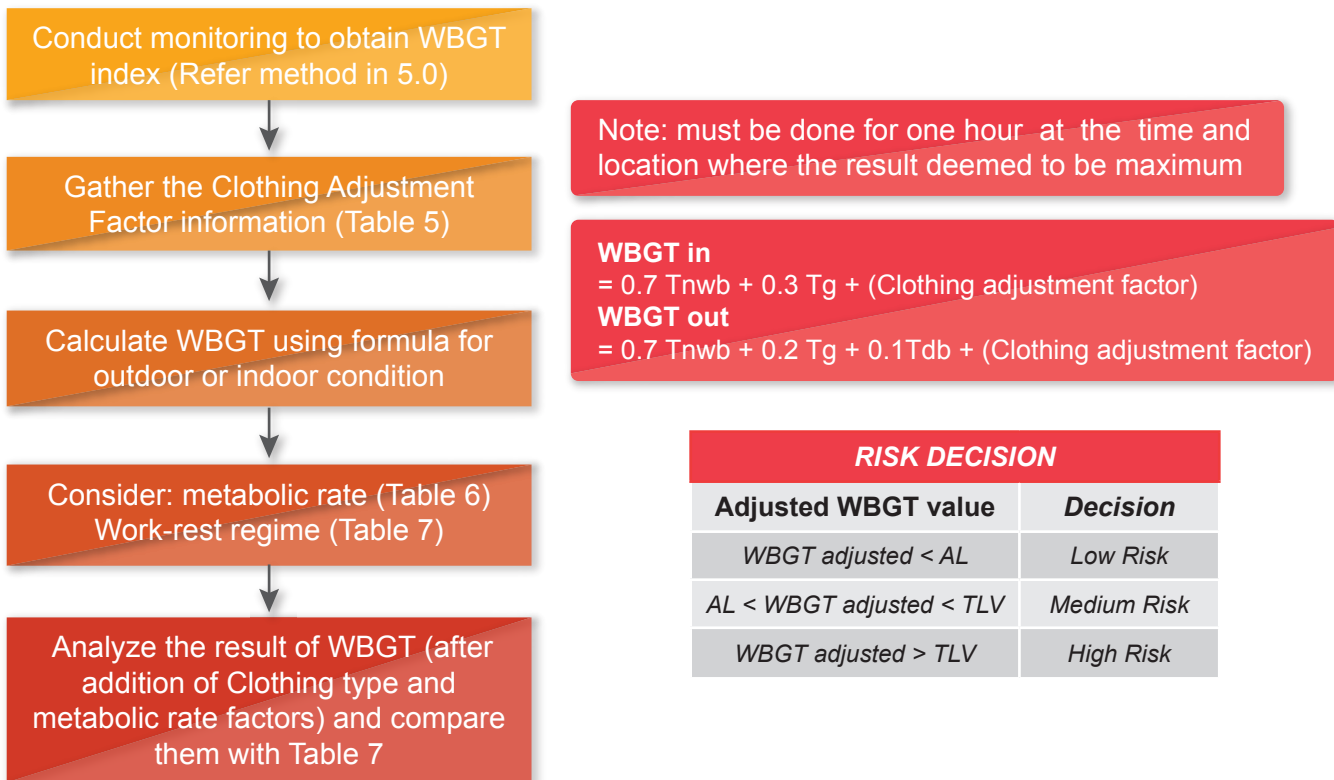 Conduct monitoring to obtain WBGT
index (Refer method in 5.0)
Gather the Clothing Adjustment
Factor information (Table 5)
Calculate WBGT using formula for
outdoor or indoor condition
Consider: metabolic rate (Table 6)
Work-rest regime (Table 7)
Analyze the result of WBGT (after
addition of Clothing type and
metabolic rate factors) and compare
them with Table 7
Note: must be done for one hour at the time and
location where the result deemed to be maximum
WBGT in
= 0.7 Tnwb + 0.3 Tg + (Clothing adjustment factor)
WBGT out
= 0.7 Tnwb + 0.2 Tg + 0.1Tdb + (Clothing adjustment factor)
RISK DECISION
Adjusted WBGT value Decision
WBGT adjusted < AL Low Risk
AL < WBGT adjusted < TLV Medium Risk
WBGT adjusted > TLV High Risk